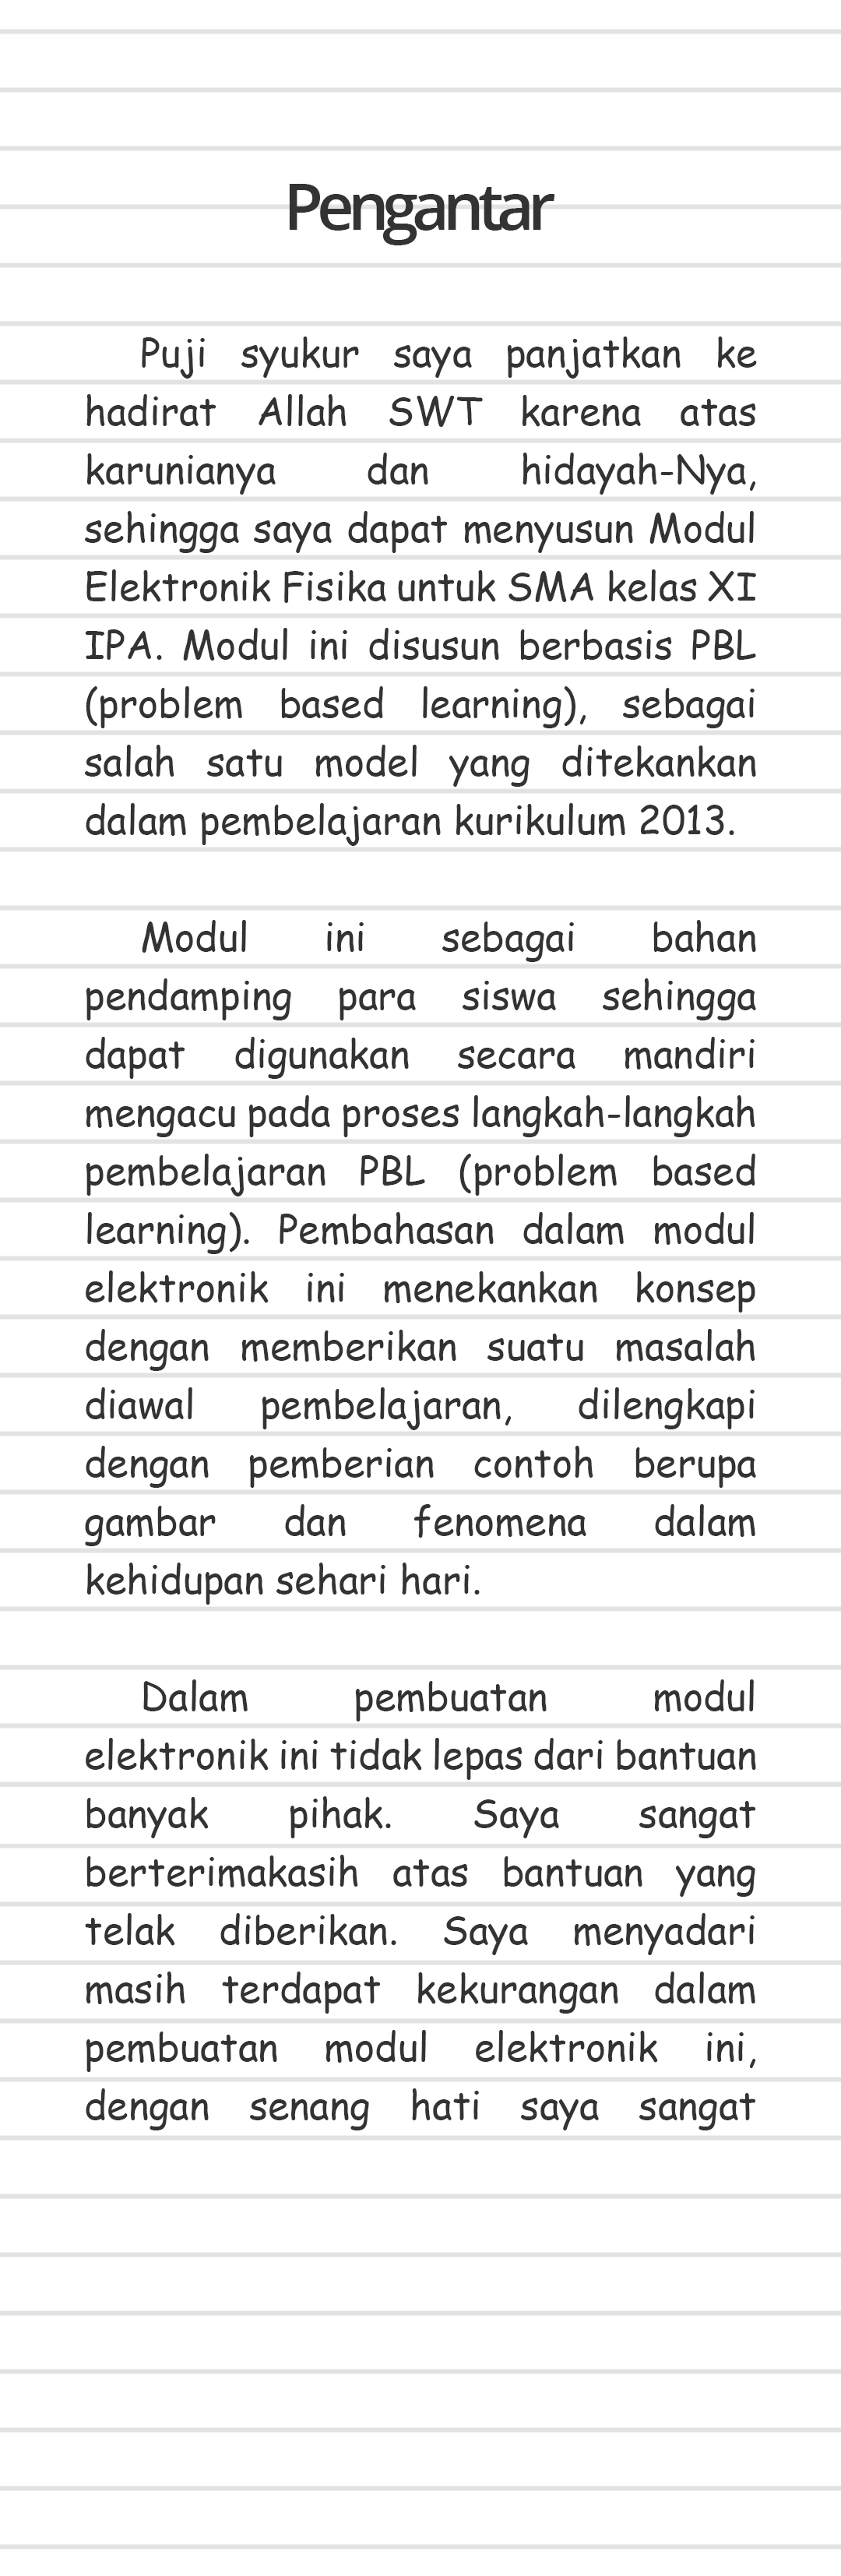 Pengantar
Puji syukur saya panjatkan ke
hadirat Allah SWT karena atas
karunianya dan hidayah-Nya,
sehingga saya dapat menyusun Modul
Elektronik Fisika untuk SMA kelas XI
IPA. Modul ini disusun berbasis PBL
(problem based learning), sebagai
salah satu model yang ditekankan
dalam pembelajaran kurikulum 2013.
Modul ini sebagai bahan
pendamping para siswa sehingga
dapat digunakan secara mandiri
mengacu pada proses langkah-langkah
pembelajaran PBL (problem based
learning). Pembahasan dalam modul
elektronik ini menekankan konsep
dengan memberikan suatu masalah
diawal pembelajaran, dilengkapi
dengan pemberian contoh berupa
gambar dan fenomena dalam
kehidupan sehari hari.
Dalam pembuatan modul
elektronik ini tidak lepas dari bantuan
banyak pihak. Saya sangat
berterimakasih atas bantuan yang
telak diberikan. Saya menyadari
masih terdapat kekurangan dalam
pembuatan modul elektronik ini,
dengan senang hati saya sangat